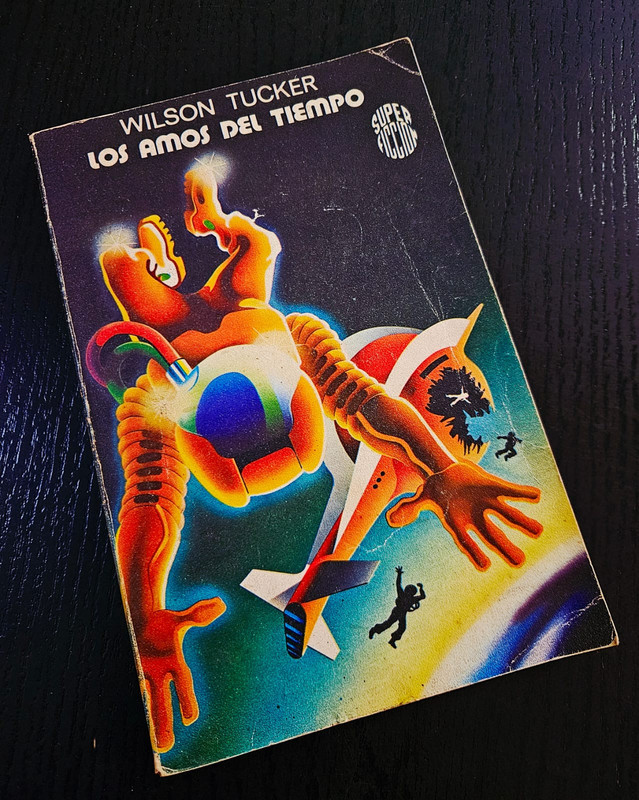 WILSON TUCKER
LOS AMOS DEL TIEMPO
SUPER
FICCION